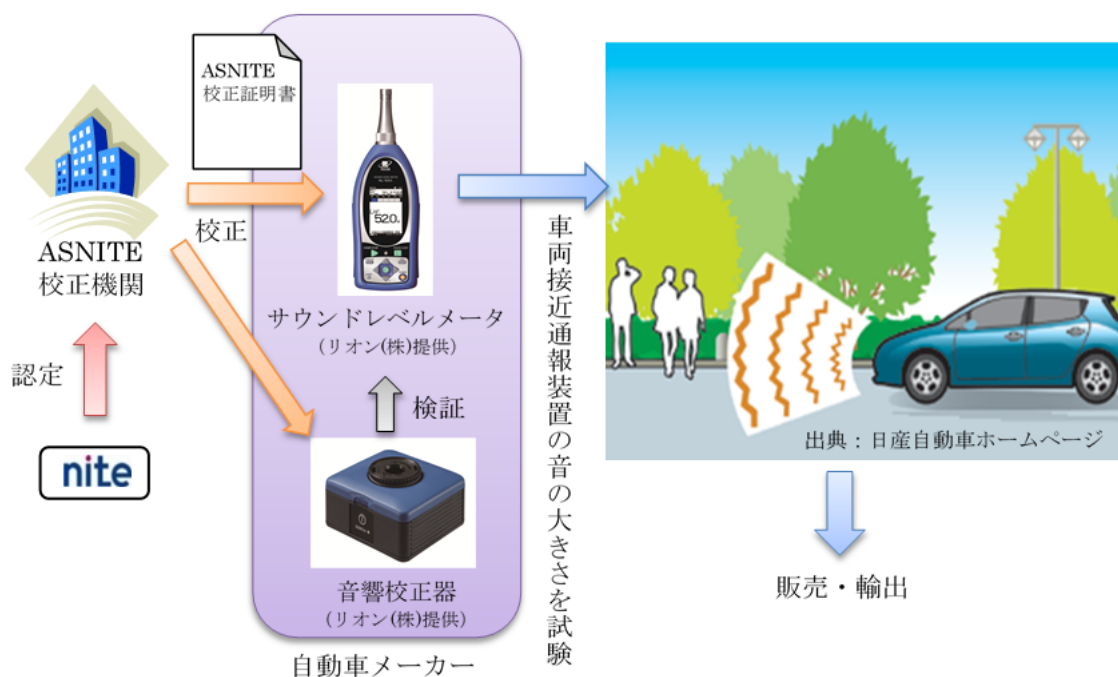 ASNITE
校正証明書
ASNITE
校正機関
校正
認定
nite
52.0
サウンドレベルメータ
(リオン(株)提供)
検証
音響校正器
(リオン(株)提供)
自動車メーカー
車両接近通報装置の音の大きさを試験
出典：日産自動車ホームページ
販売・輸出